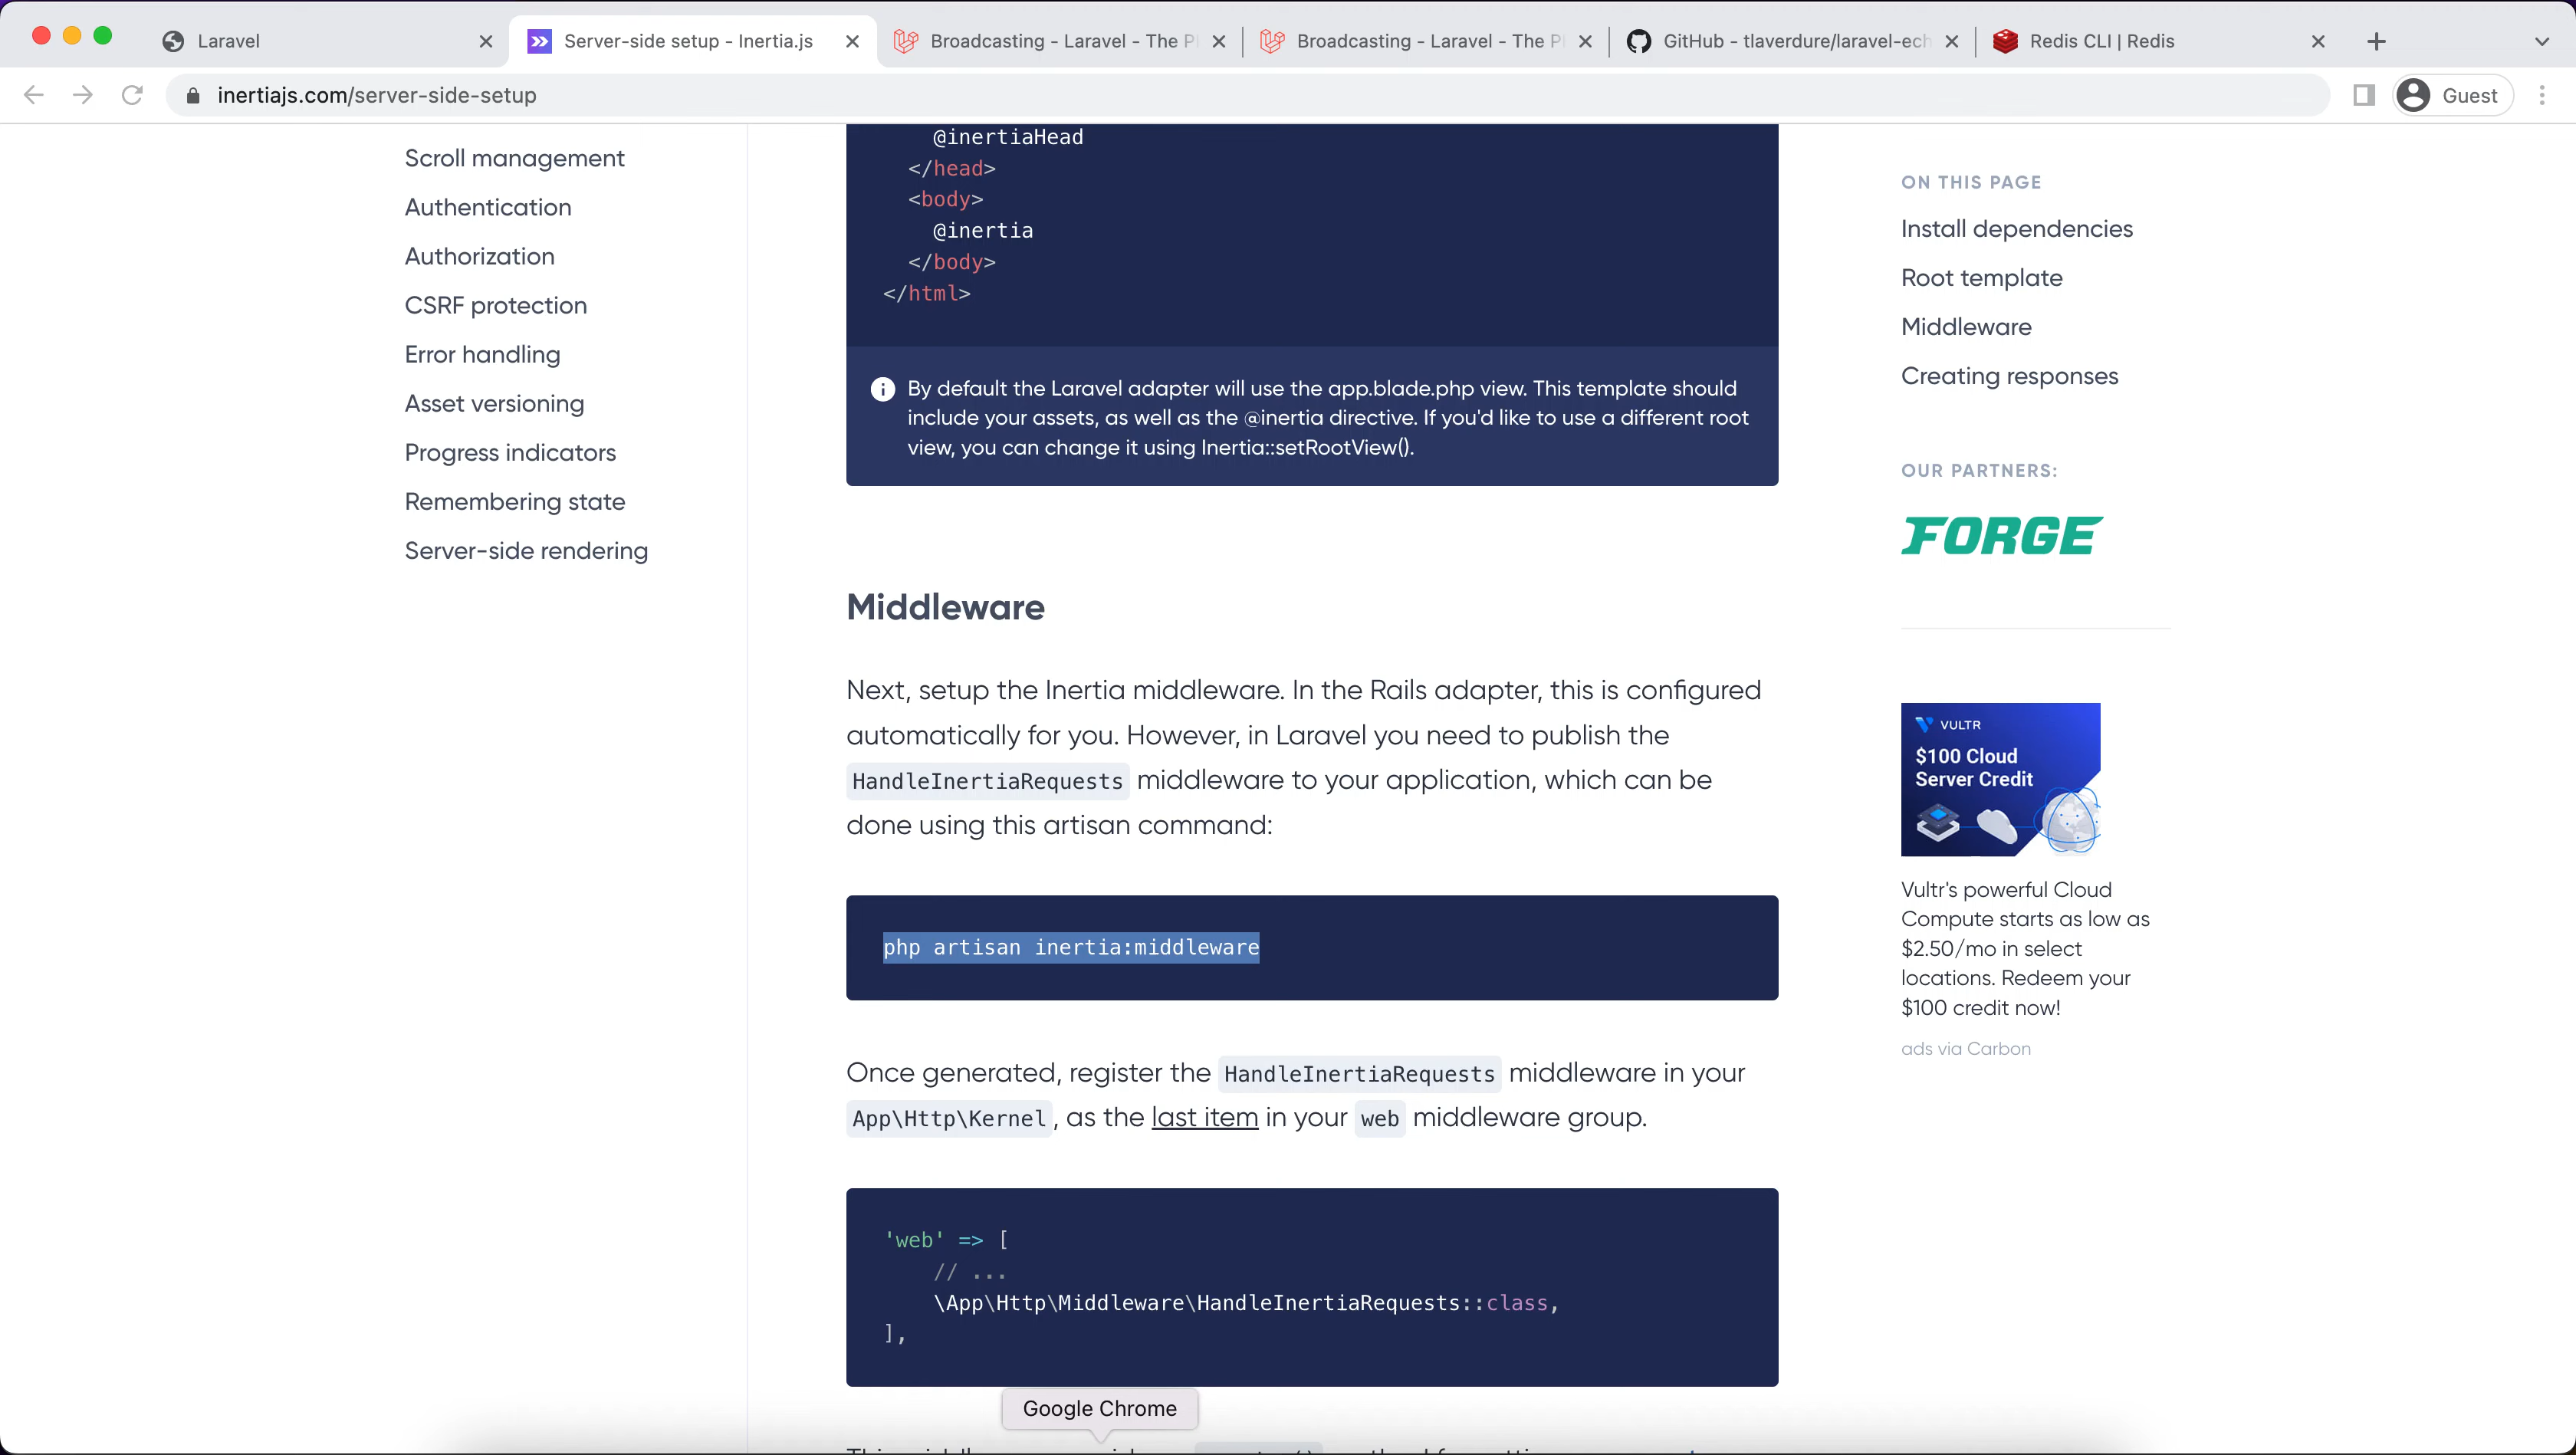 Laravel
Server-side setup - Inertia.js
Broadcasting - Laravel - The P
Broadcasting - Laravel - The P
GitHub - tlaverdure/laravel-ech
Redis CLI | Redis
inertiajs.com/server-side-setup
Guest
Scroll management
Authentication
Authorization
CSRF protection
Error handling
Asset versioning
Progress indicators
Remembering state
Server-side rendering
@inertiaHead
</head>
<body>
@inertia
</body>
</html>
By default the Laravel adapter will use the app.blade.php view. This template should
include your assets, as well as the @inertia directive. If you'd like to use a different root
view, you can change it using Inertia::setRootView().
Middleware
Next, setup the Inertia middleware. In the Rails adapter, this is configured
automatically for you. However, in Laravel you need to publish the
HandleInertiaRequests middleware to your application, which can be
done using this artisan command:
php artisan inertia:middleware
Once generated, register the HandleInertiaRequests middleware in your
App\Http\Kernel, as the last item in your web middleware group.
'web' => [
// ...
\App\Http\Middleware\HandleInertiaRequests::class,
],
Google Chrome
ON THIS PAGE
Install dependencies
Root template
Middleware
Creating responses
OUR PARTNERS:
FORGE
VULTR
$100 Cloud
Server Credit
Vultr's powerful Cloud
Compute starts as low as
$2.50/mo in select
locations. Redeem your
$100 credit now!
ads via Carbon